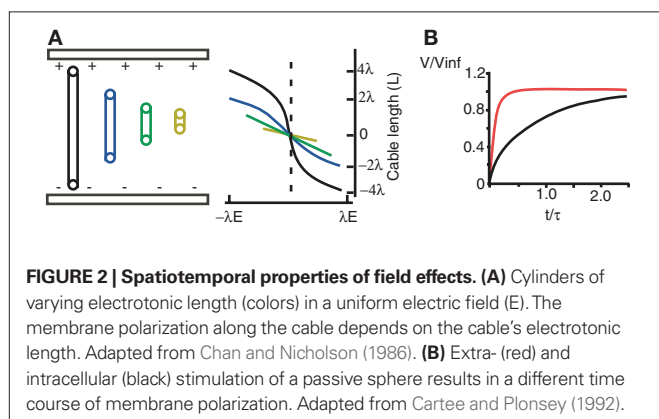 A
+ + + + +
- - - - -
4λ
2λ
0
−2λ
−4λ
Cable length (L)
−λE λE
B
V/Vinf
1.2
0.8
0.4
0
1.0 2.0
t/τ
FIGURE 2 | Spatiotemporal properties of field effects. (A) Cylinders of
varying electrotonic length (colors) in a uniform electric field (E). The
membrane polarization along the cable depends on the cable's electrotonic
length. Adapted from Chan and Nicholson (1986). (B) Extra- (red) and
intracellular (black) stimulation of a passive sphere results in a different time
course of membrane polarization. Adapted from Cartee and Plonsey (1992).